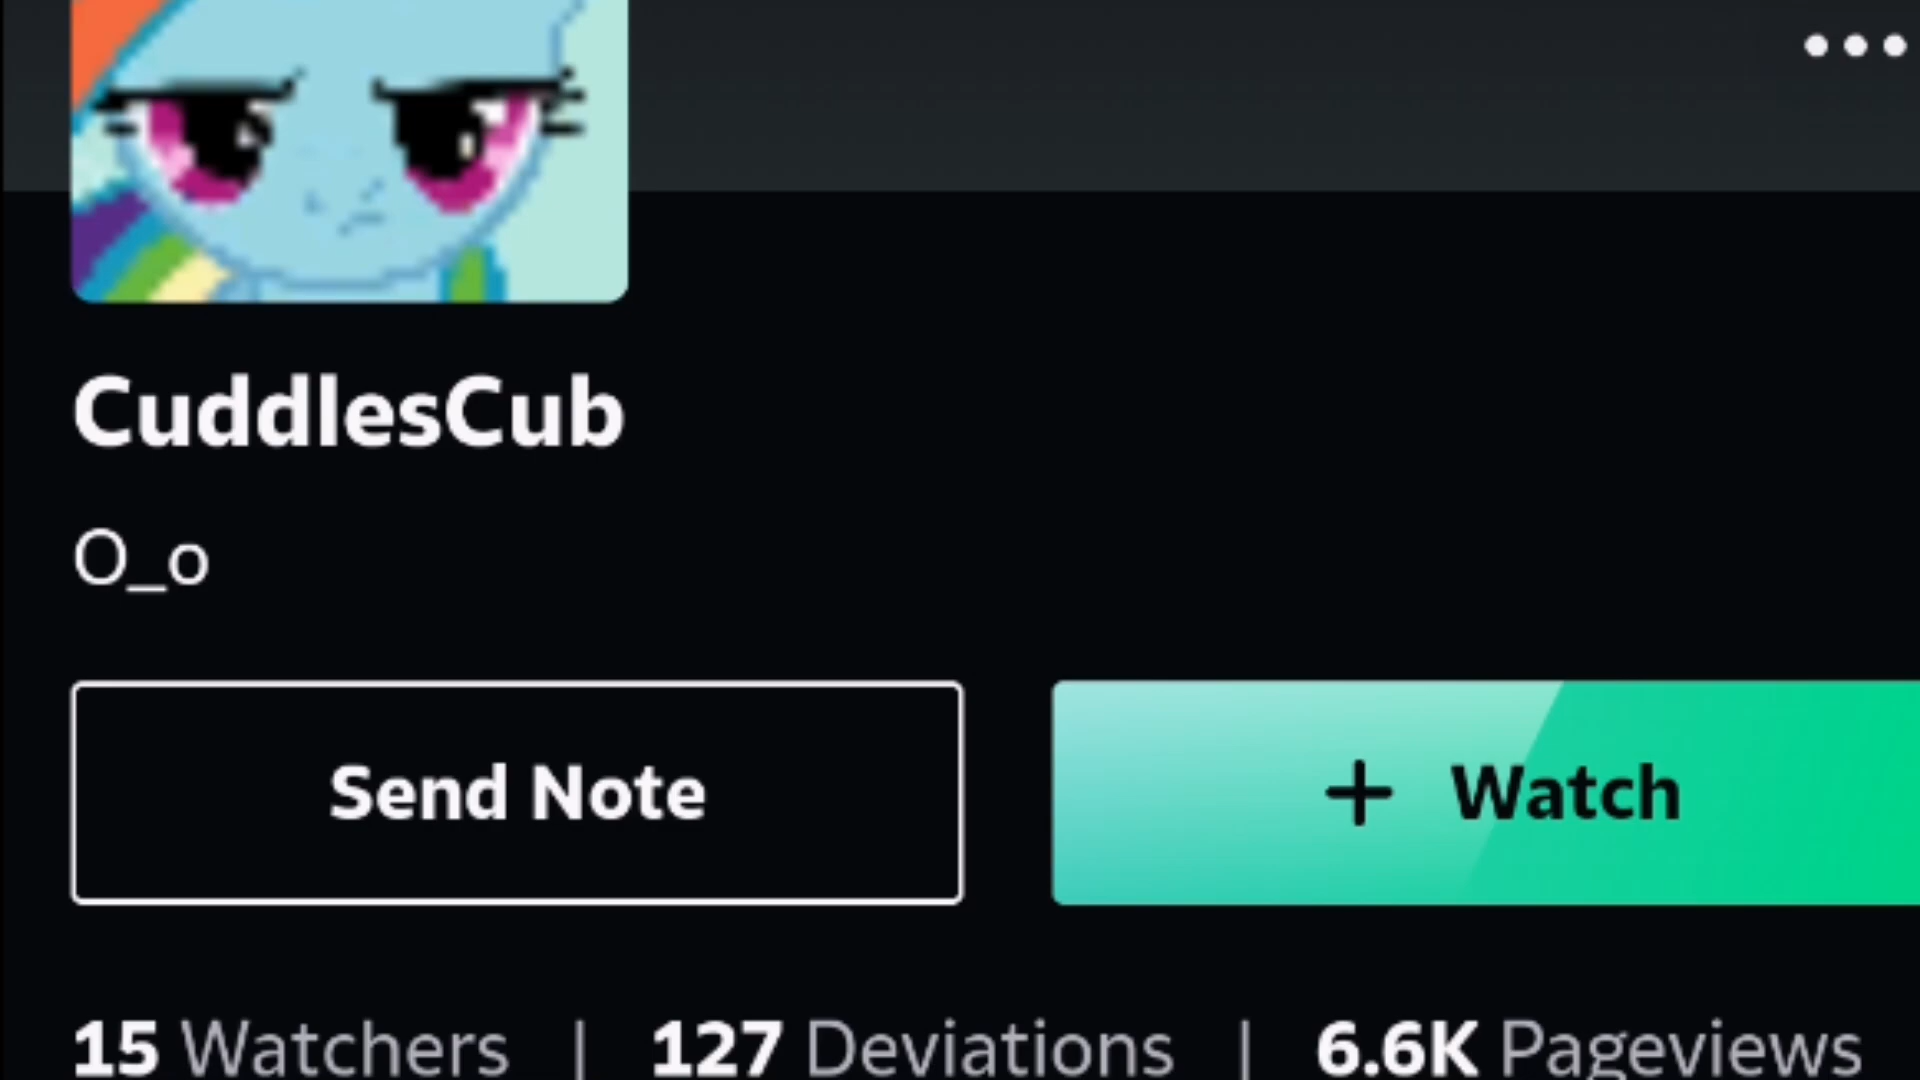 CuddlesCub
O_o
Send Note
+ Watch
15 Watchers | 127 Deviations | 6.6K Pageviews